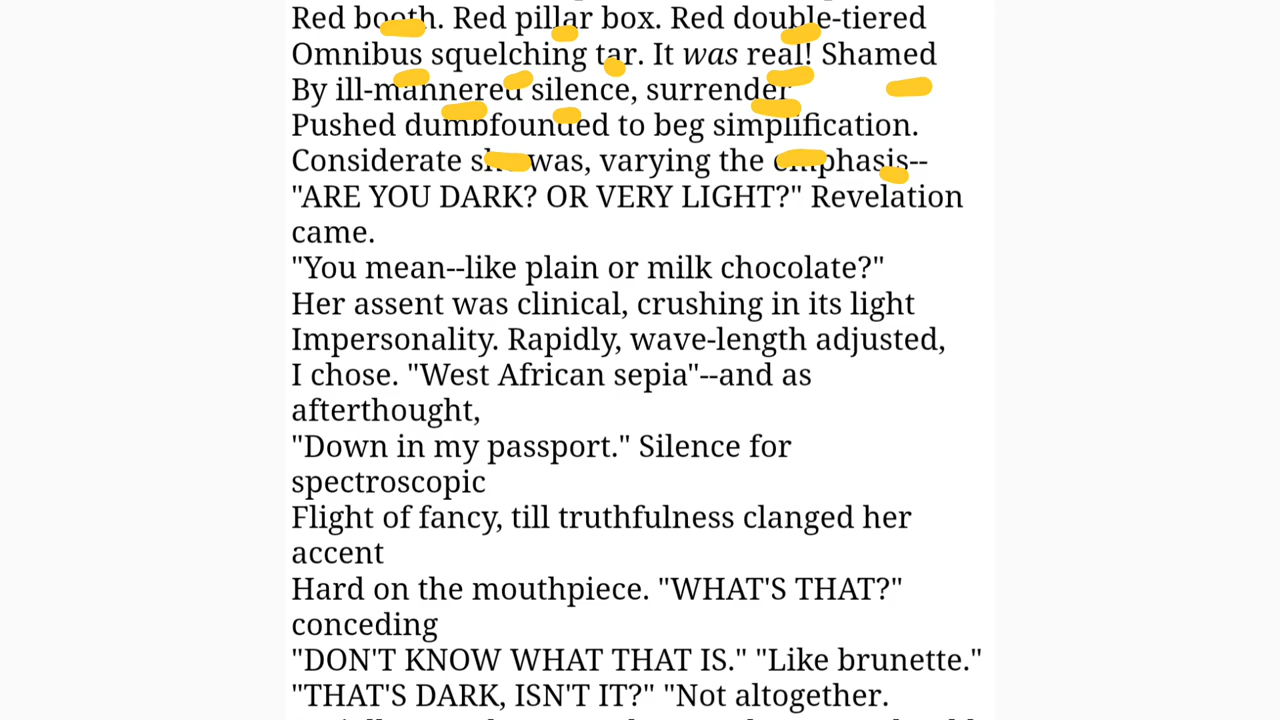 Red booth. Red pillar box. Red double-tiered
Omnibus squelching tar. It was real! Shamed
By ill-mannered silence, surrender
Pushed dumbfounded to beg simplification.
Considerate she was, varying the emphasis--
"ARE YOU DARK? OR VERY LIGHT?" Revelation
came.
"You mean--like plain or milk chocolate?"
Her assent was clinical, crushing in its light
Impersonality. Rapidly, wave-length adjusted,
I chose. "West African sepia"--and as
afterthought,
"Down in my passport." Silence for
spectroscopic
Flight of fancy, till truthfulness clanged her
accent
Hard on the mouthpiece. "WHAT'S THAT?"
conceding
"DON'T KNOW WHAT THAT IS." "Like brunette."
"THAT'S DARK, ISN'T IT?" "Not altogether.